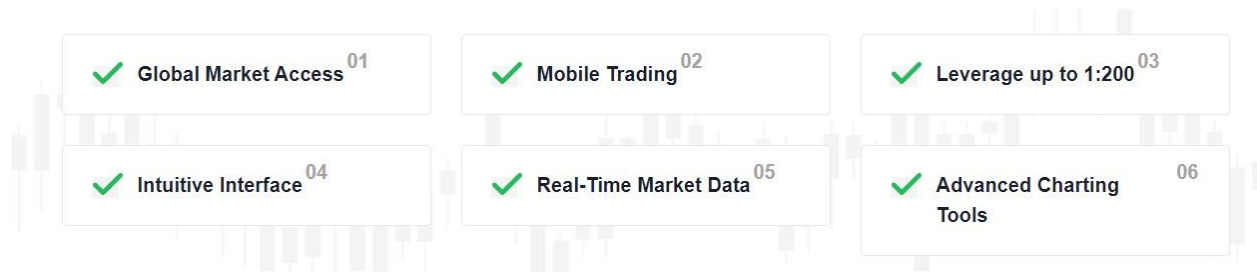 Global Market Access 01
Mobile Trading 02
Leverage up to 1:200 03
Intuitive Interface 04
Real-Time Market Data 05
Advanced Charting 06
Tools